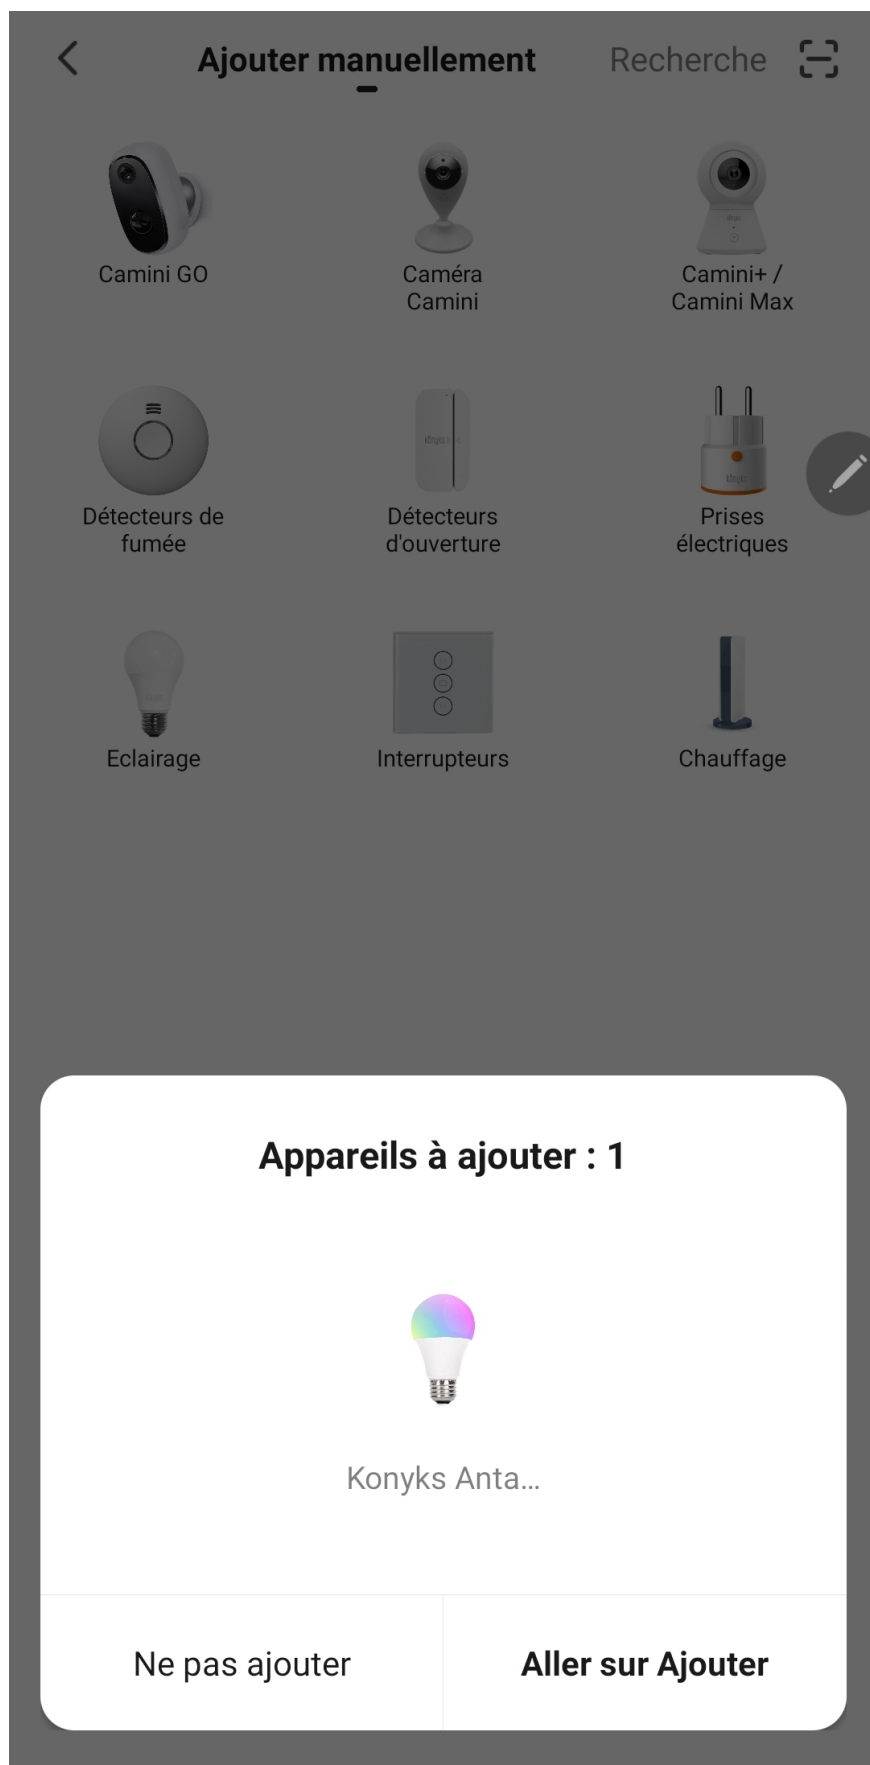 Ajouter manuellement Recherche
Camini GO
Caméra
Camini
Camini+ /
Camini Max
Détecteurs de
fumée
Détecteurs
d'ouverture
Prises
électriques
Eclairage
Interrupteurs
Chauffage
Appareils à ajouter : 1
Konyks Anta...
Ne pas ajouter
Aller sur Ajouter